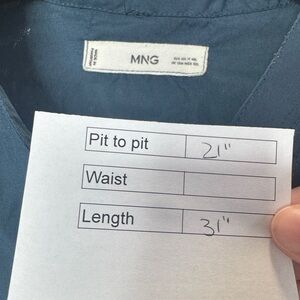 MNG
Pit to pit 21"
Waist
Length 31"